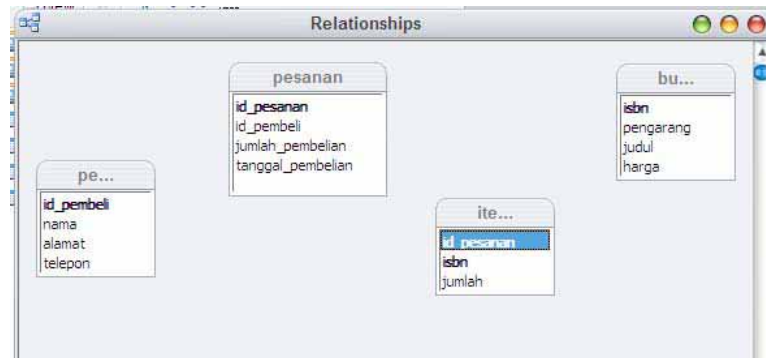 Relationships
pesanan
id_pesanan
id_pembeli
jumlah_pembelian
tanggal_pembelian
bu...
isbn
pengarang
judul
harga
pe...
id_pembeli
nama
alamat
telepon
ite...
id_pesanan
isbn
jumlah